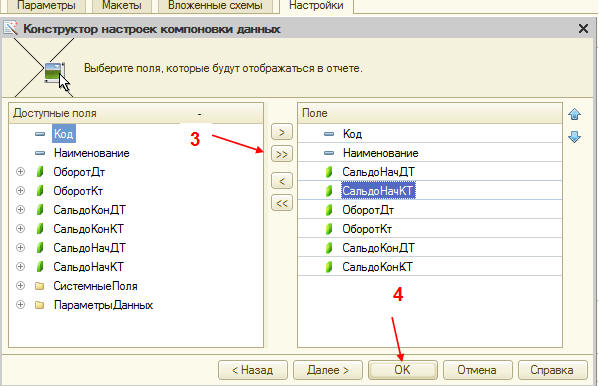 Параметры Макеты Вложенные схемы Настройки
Конструктор настроек компоновки данных
Выберите поля, которые будут отображаться в отчете.
Доступные поля -
Код
Наименование
ОборотДт
ОборотКт
СальдоКонДТ
СальдоКонКТ
СальдоНачДТ
СальдоНачКТ
СистемныеПоля
ПараметрыДанных
3
>
>>
<
<<
Поле
Код
Наименование
СальдоНачДТ
СальдоНачКТ
ОборотДт
ОборотКт
СальдоКонДТ
СальдоКонКТ
4
< Назад Далее > OK Отмена Справка